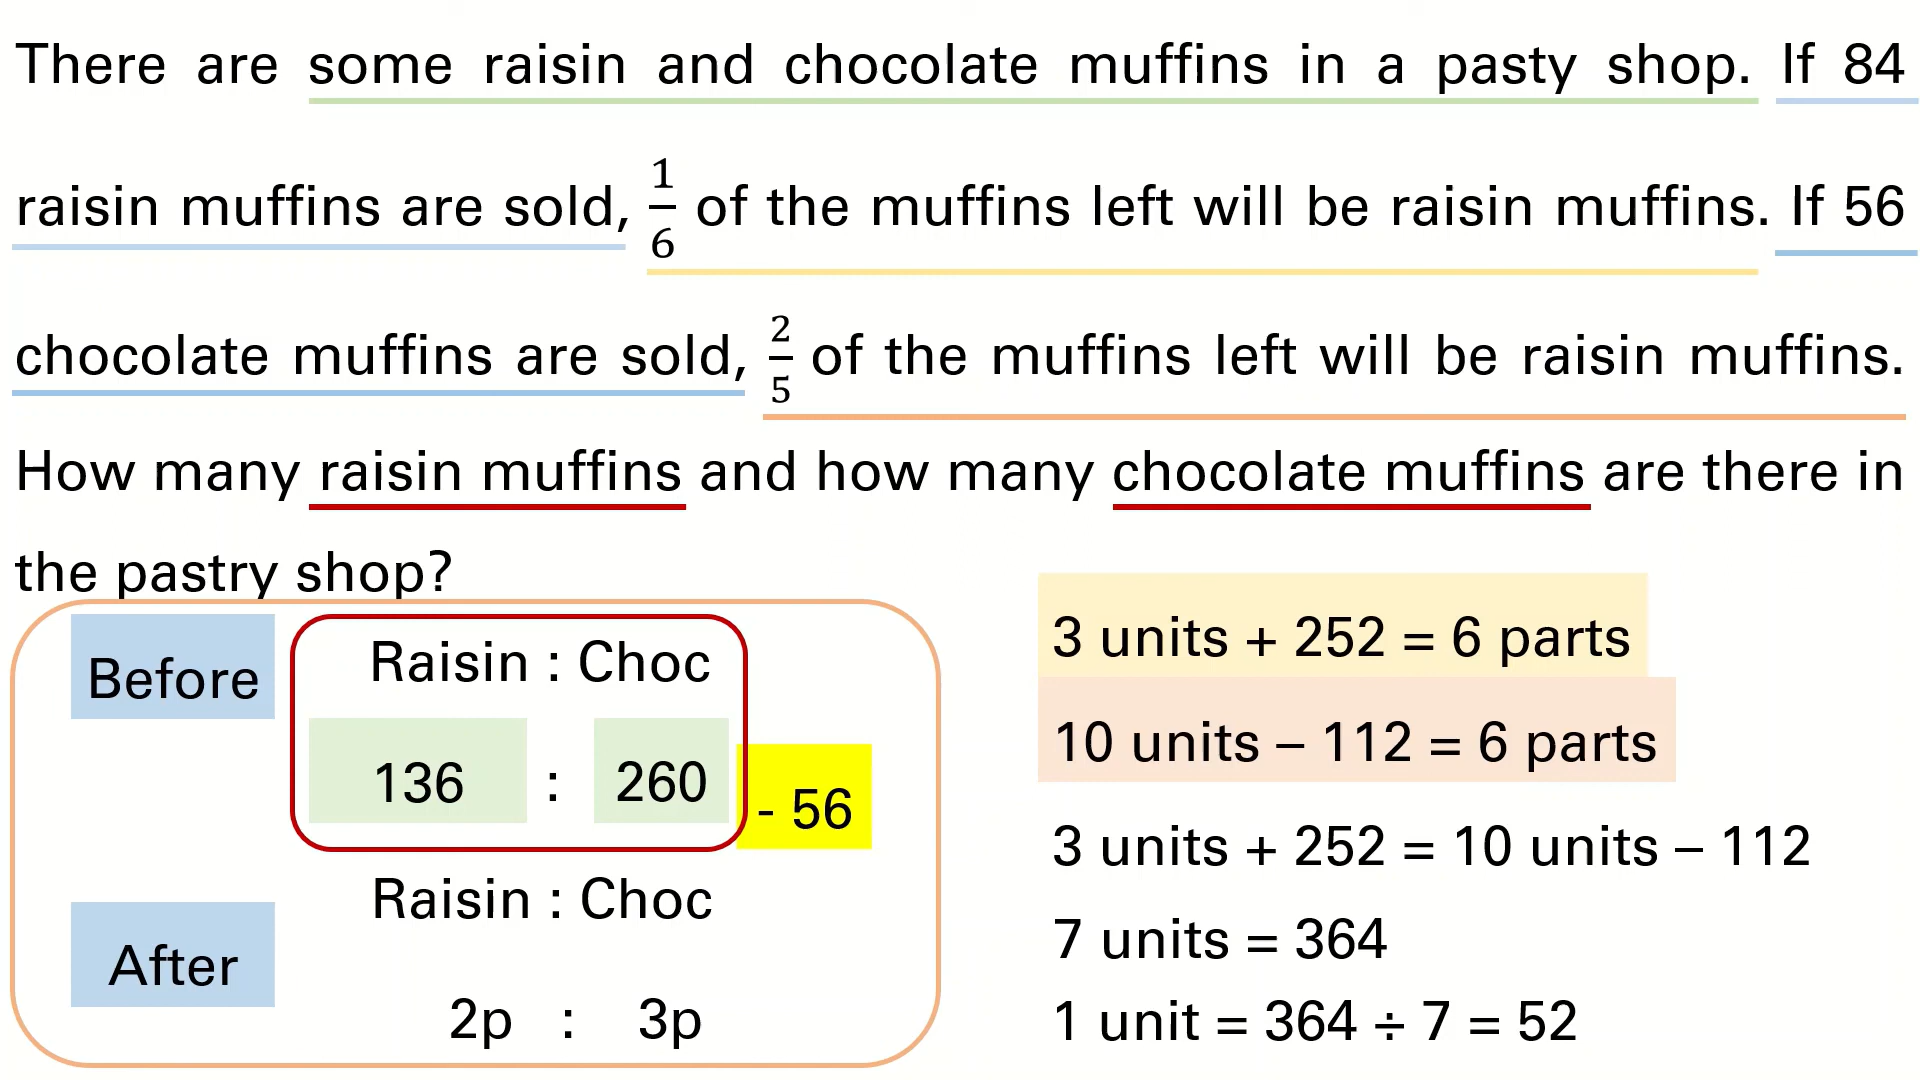 There are some raisin and chocolate muffins in a pasty shop. If 84
raisin muffins are sold, 1/6 of the muffins left will be raisin muffins. If 56
chocolate muffins are sold, 2/5 of the muffins left will be raisin muffins.
How many raisin muffins and how many chocolate muffins are there in
the pastry shop?
Before
Raisin : Choc
136 : 260
- 56
After
Raisin : Choc
2p : 3p
3 units + 252 = 6 parts
10 units – 112 = 6 parts
3 units + 252 = 10 units – 112
7 units = 364
1 unit = 364 ÷ 7 = 52